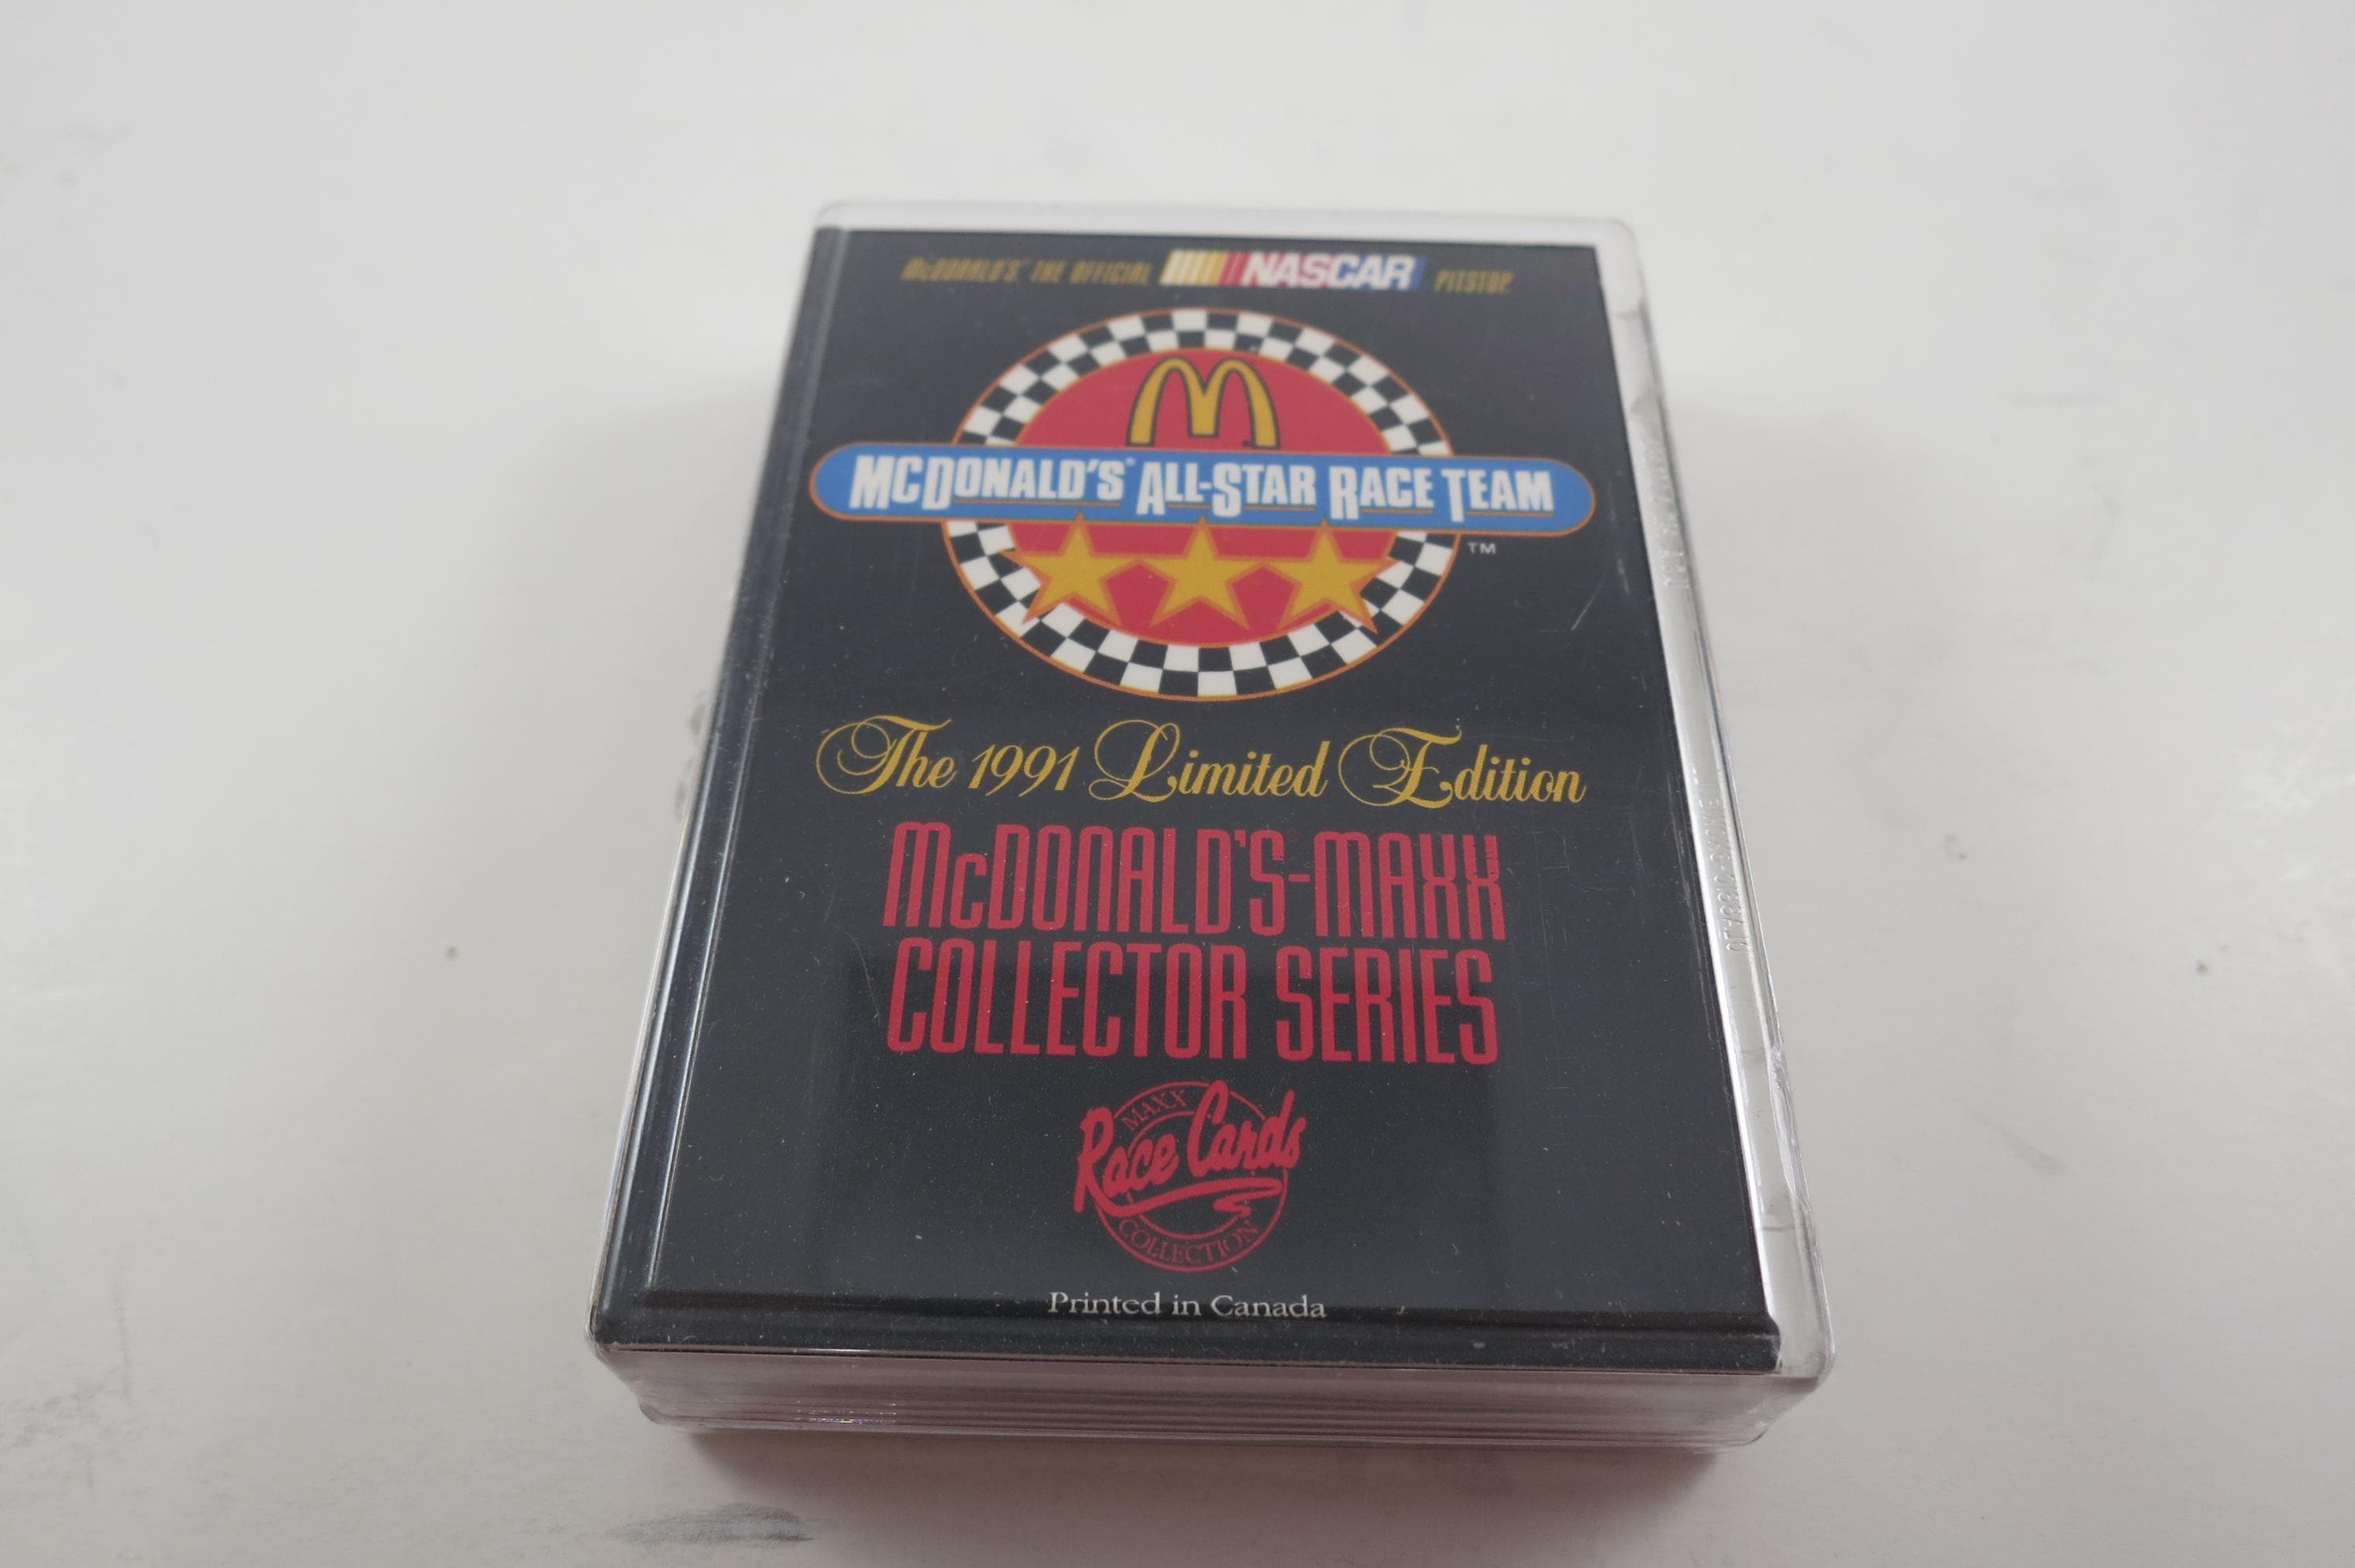 McDONALD'S® THE OFFICIAL NASCAR PITSTOP
McDONALD'S® ALL-STAR RACE TEAM
TM
The 1991 Limited Edition
McDONALD'S-MAXX
COLLECTOR SERIES
MAXX
Race Cards
COLLECTION
Printed in Canada